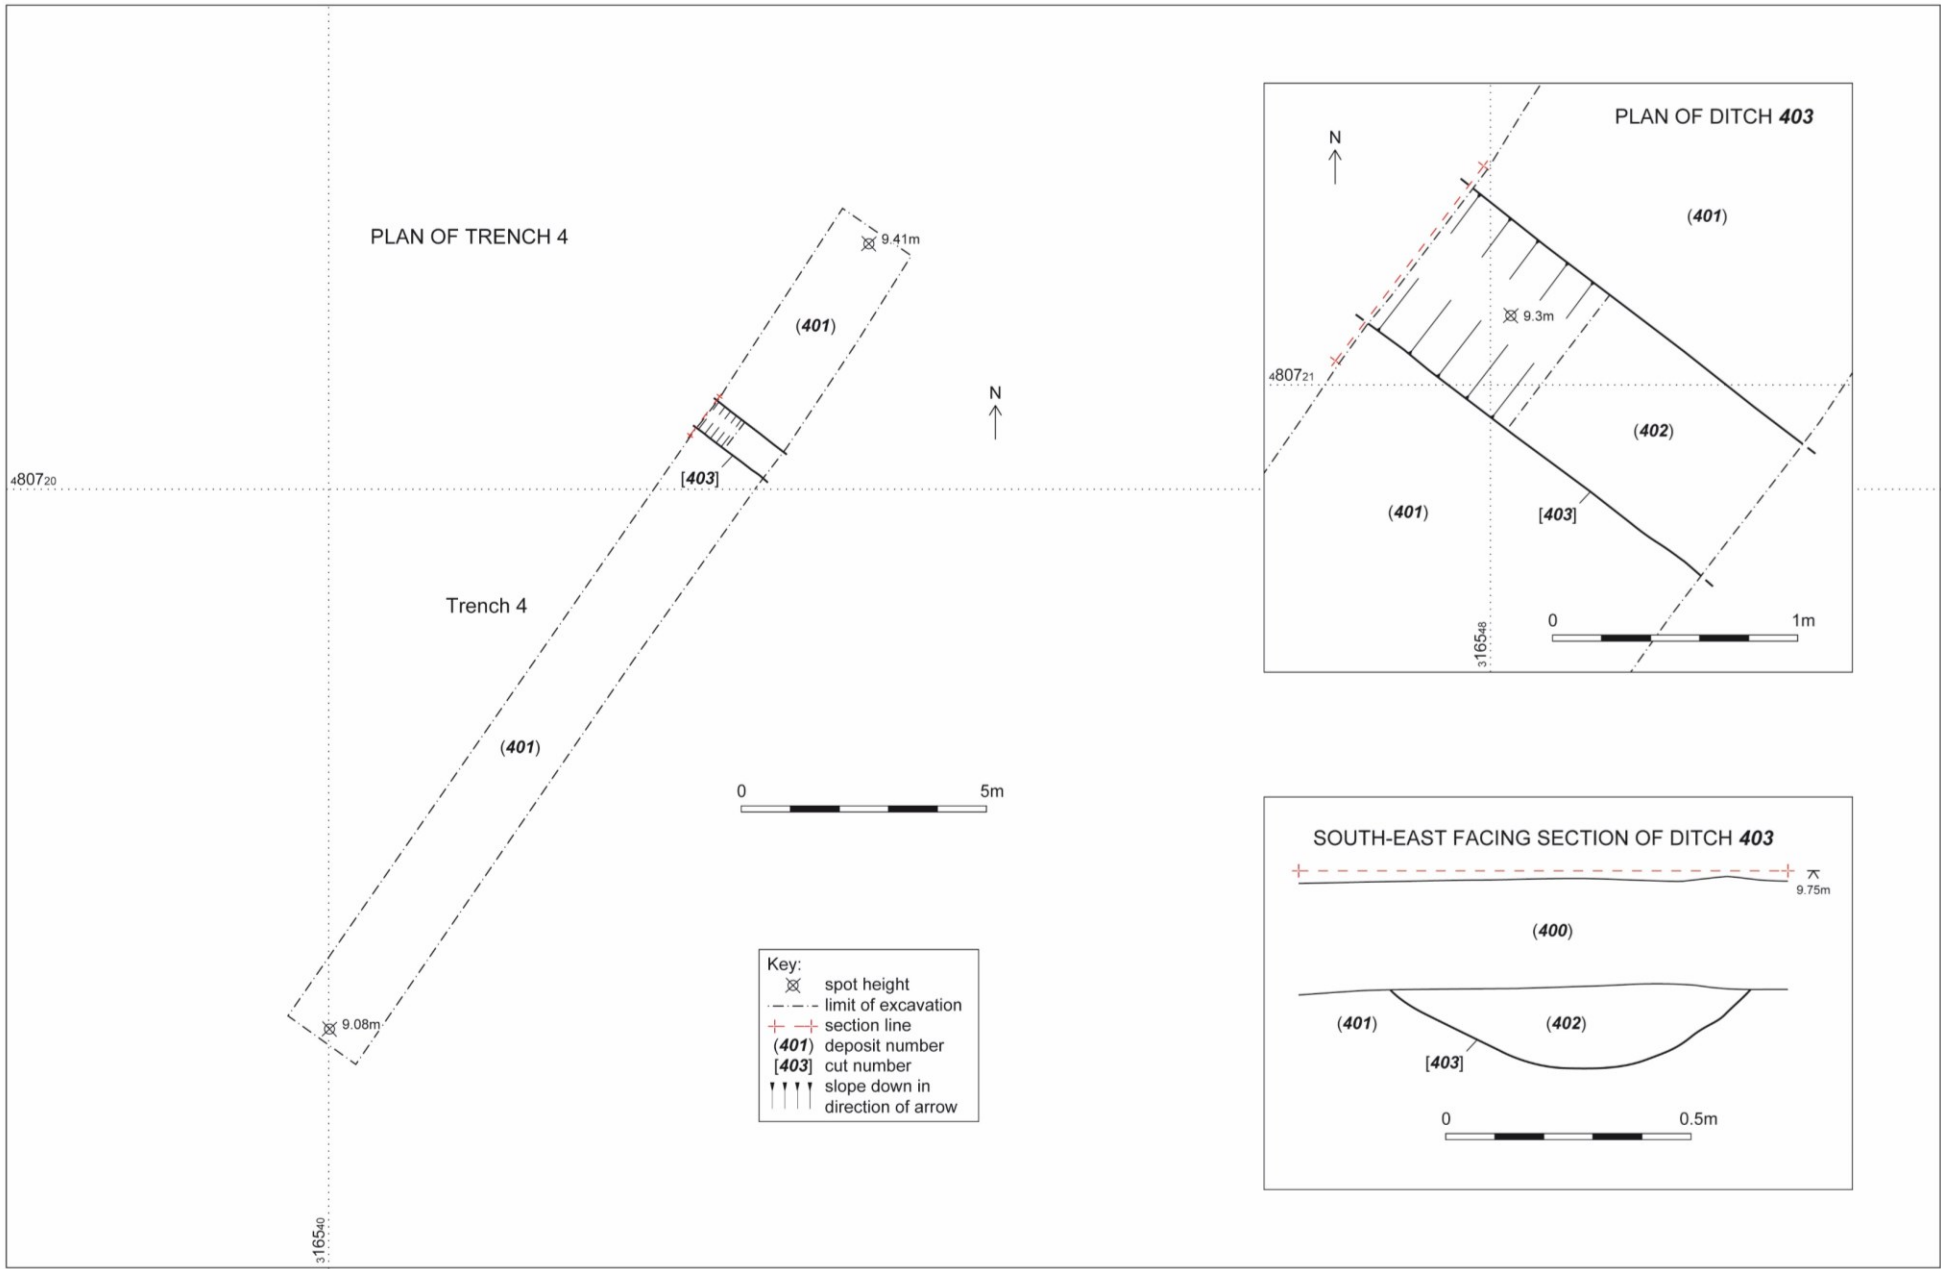 PLAN OF TRENCH 4
9.41m
(401)
N
[403]
480720
Trench 4
(401)
0 5m
9.08m
316540
Key:
spot height
limit of excavation
section line
(401) deposit number
[403] cut number
slope down in
direction of arrow
PLAN OF DITCH 403
N
(401)
9.3m
480721
(402)
(401)
[403]
316548
0 1m
SOUTH-EAST FACING SECTION OF DITCH 403
9.75m
(400)
(401)
(402)
[403]
0 0.5m